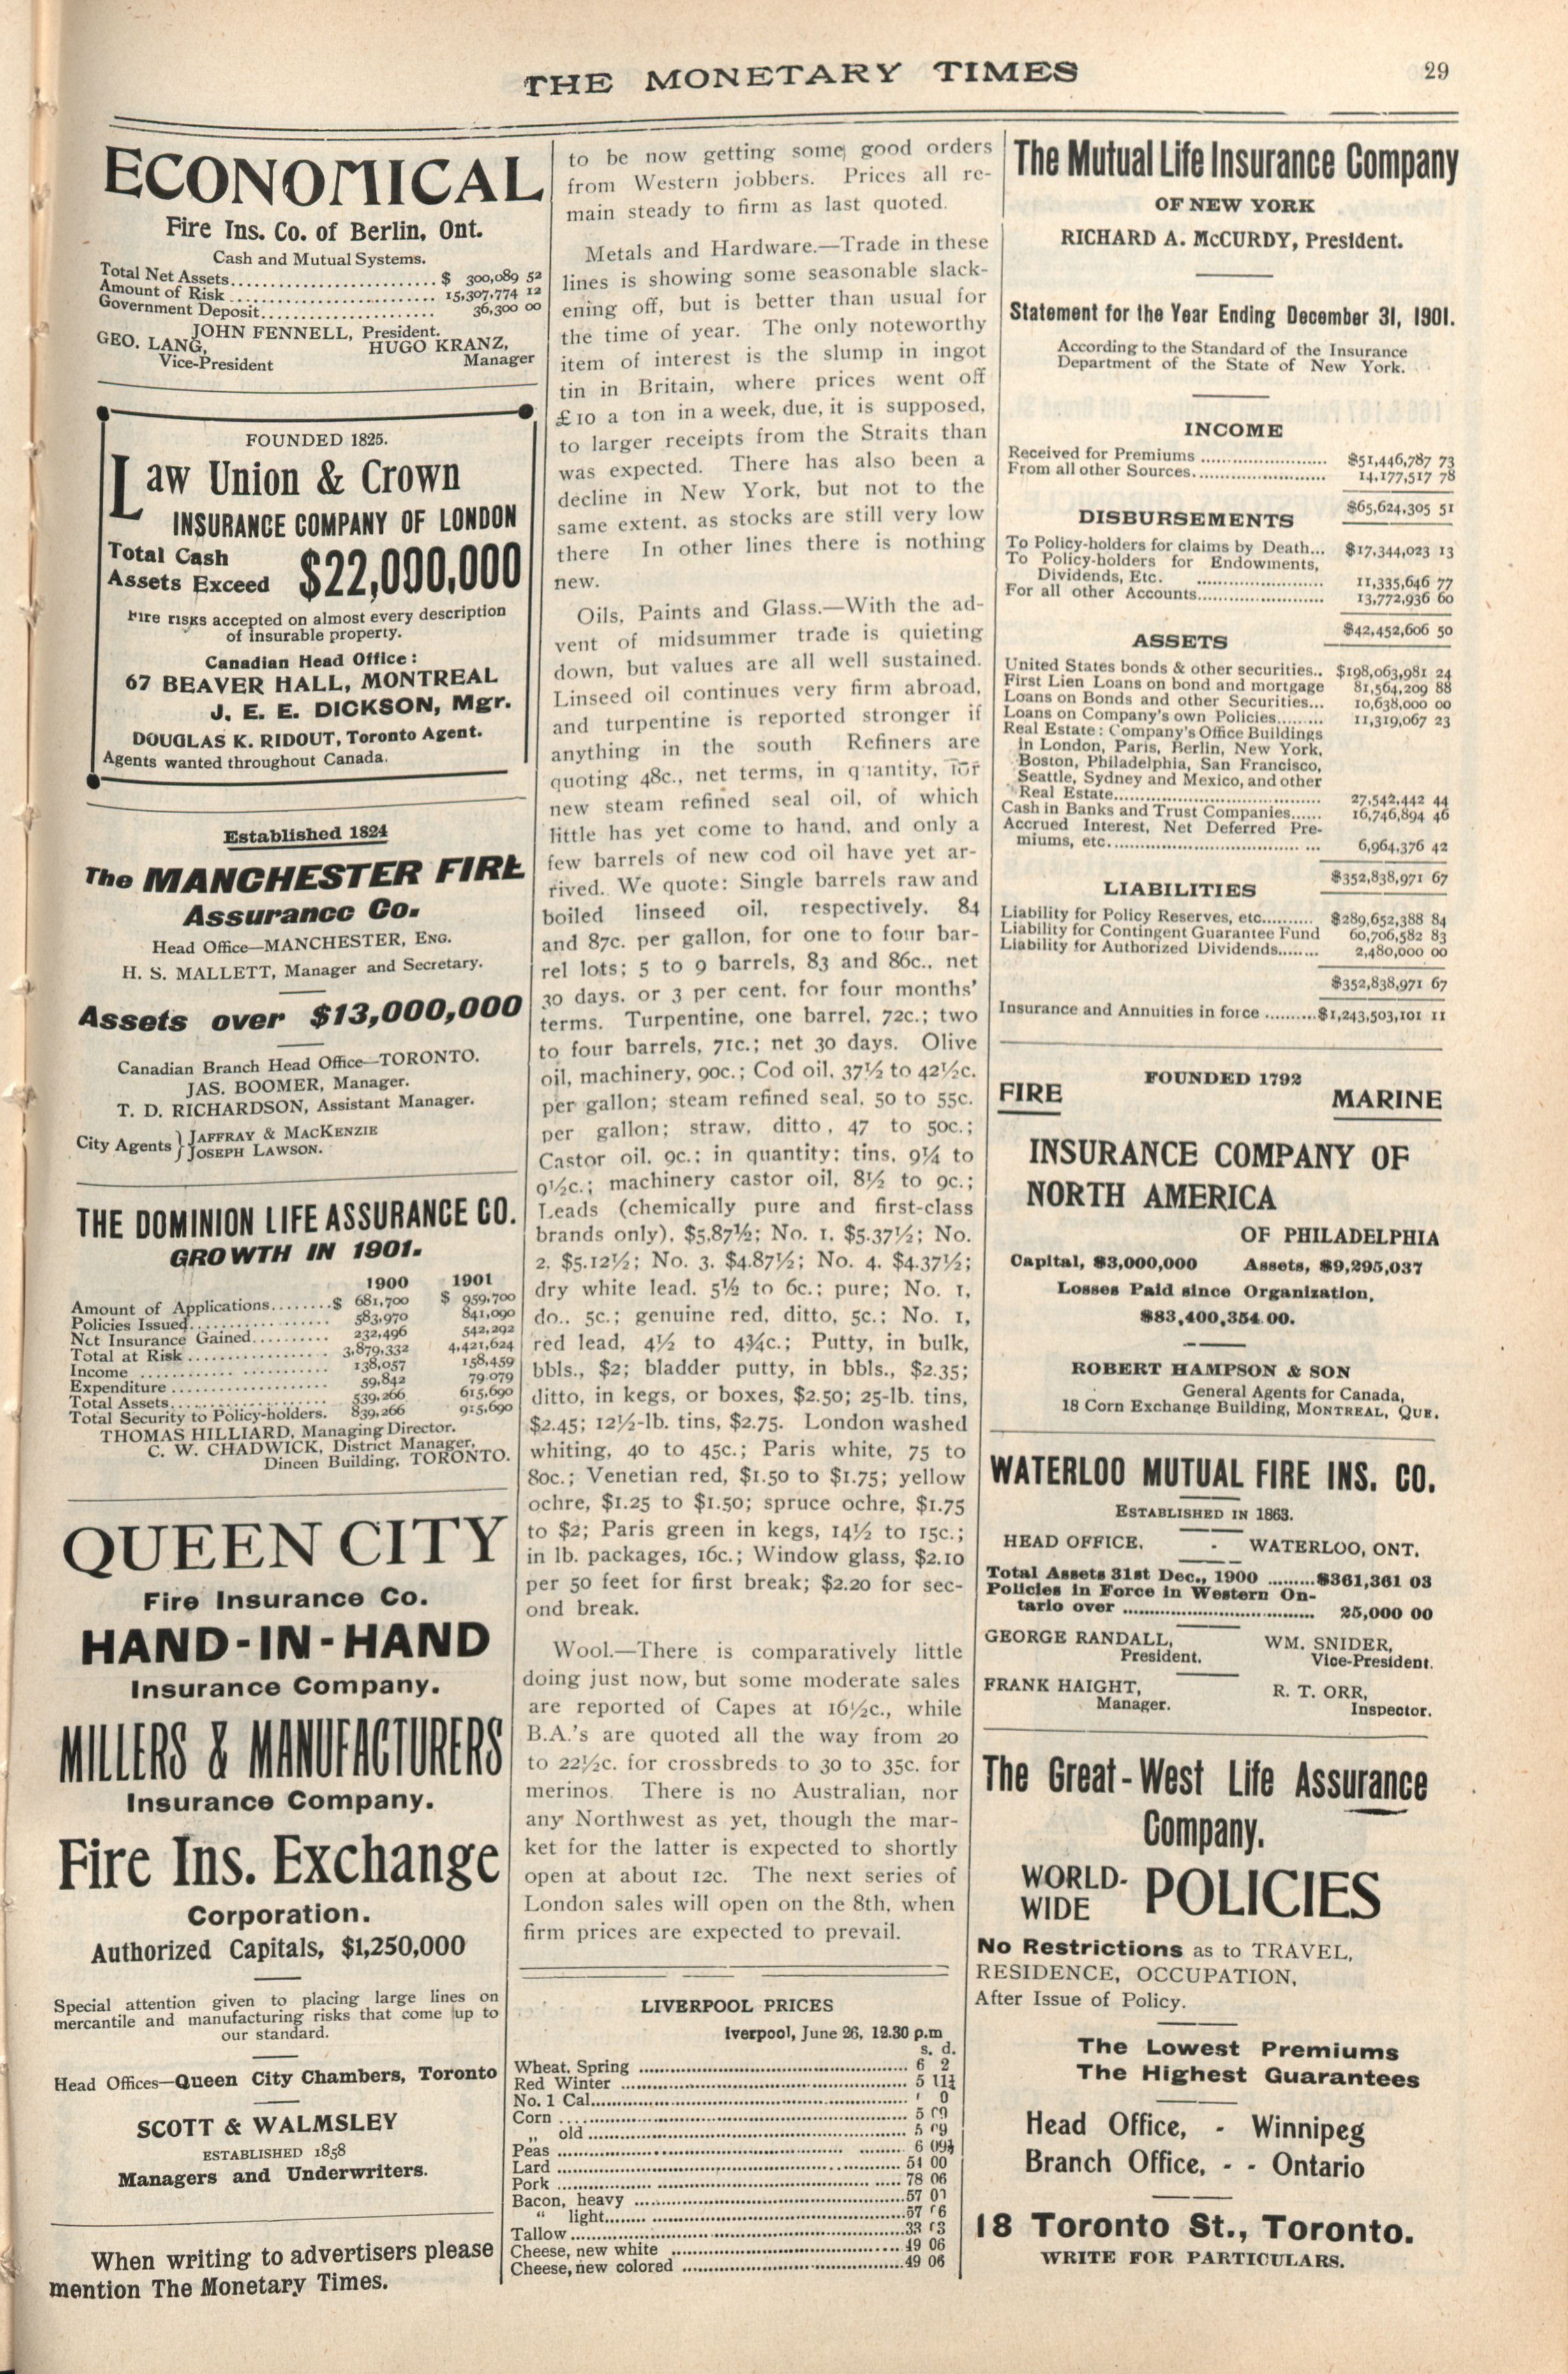 THE MONETARY TIMES
29
ECONOMICAL
Fire Ins. Co. of Berlin, Ont.
Cash and Mutual Systems.
Total Net Assets.......................... $ 300,089 52
Amount of Risk .......................... 15,307,774 12
Government Deposit...................... 36,300 00
JOHN FENNELL, President.
GEO. LANG, HUGO KRANZ,
Vice-President Manager
FOUNDED 1825.
Law Union & Crown
INSURANCE COMPANY OF LONDON
Total Cash
Assets Exceed $22,000,000
Fire risks accepted on almost every description
of insurable property.
Canadian Head Office:
67 BEAVER HALL, MONTREAL
J. E. E. DICKSON, Mgr.
DOUGLAS K. RIDOUT, Toronto Agent.
Agents wanted throughout Canada.
Established 1824
The MANCHESTER FIRE
Assurance Co.
Head Office—MANCHESTER, ENG.
H. S. MALLETT, Manager and Secretary.
Assets over $13,000,000
Canadian Branch Head Office—TORONTO.
JAS. BOOMER, Manager.
T. D. RICHARDSON, Assistant Manager.
City Agents } JAFFRAY & MACKENZIE
JOSEPH LAWSON.
THE DOMINION LIFE ASSURANCE CO.
GROWTH IN 1901.
1900 1901
Amount of Applications........$ 681,700 $ 959,700
Policies Issued.................. 583,970 841,090
Net Insurance Gained.......... 232,496 542,292
Total at Risk .................. 3,879,332 4,421,624
Income ........................ 138,057 158,459
Expenditure .................... 59,842 79 079
Total Assets.................... 539,266 615,690
Total Security to Policy-holders. 839,266 915,690
THOMAS HILLIARD, Managing Director.
C. W. CHADWICK, District Manager,
Dineen Building, TORONTO.
QUEEN CITY
Fire Insurance Co.
HAND-IN-HAND
Insurance Company.
MILLERS & MANUFACTURERS
Insurance Company.
Fire Ins. Exchange
Corporation.
Authorized Capitals, $1,250,000
Special attention given to placing large lines on
mercantile and manufacturing risks that come up to
our standard.
Head Offices—Queen City Chambers, Toronto
SCOTT & WALMSLEY
ESTABLISHED 1858
Managers and Underwriters.
When writing to advertisers please
mention The Monetary Times.
to be now getting some good orders
from Western jobbers. Prices all re-
main steady to firm as last quoted.
Metals and Hardware.—Trade in these
lines is showing some seasonable slack-
ening off, but is better than usual for
the time of year. The only noteworthy
item of interest is the slump in ingot
tin in Britain, where prices went off
£10 a ton in a week, due, it is supposed,
to larger receipts from the Straits than
was expected. There has also been a
decline in New York, but not to the
same extent, as stocks are still very low
there In other lines there is nothing
new.
Oils, Paints and Glass.—With the ad-
vent of midsummer trade is quieting
down, but values are all well sustained.
Linseed oil continues very firm abroad,
and turpentine is reported stronger if
anything in the south Refiners are
quoting 48c., net terms, in quantity, for
new steam refined seal oil, of which
little has yet come to hand, and only a
few barrels of new cod oil have yet ar-
rived. We quote: Single barrels raw and
boiled linseed oil, respectively, 84
and 87c. per gallon, for one to four bar-
rel lots; 5 to 9 barrels, 83 and 86c., net
30 days, or 3 per cent. for four months'
terms. Turpentine, one barrel, 72c.; two
to four barrels, 71c.; net 30 days. Olive
oil, machinery, 90c.; Cod oil, 37½ to 42½c.
per gallon; steam refined seal, 50 to 55c.
per gallon; straw, ditto, 47 to 50c.;
Castor oil, 9c.; in quantity; tins, 9¼ to
9½c.; machinery castor oil, 8½ to 9c.;
Leads (chemically pure and first-class
brands only), $5.87½; No. 1, $5.37½; No.
2, $5.12½; No. 3, $4.87½; No. 4, $4.37½;
dry white lead, 5½ to 6c.; pure; No. 1,
do., 5c.; genuine red, ditto, 5c.; No. 1,
red lead, 4½ to 4¾c.; Putty, in bulk,
bbls., $2; bladder putty, in bbls., $2.35;
ditto, in kegs, or boxes, $2.50; 25-lb. tins,
$2.45; 12½-lb. tins, $2.75. London washed
whiting, 40 to 45c.; Paris white, 75 to
80c.; Venetian red, $1.50 to $1.75; yellow
ochre, $1.25 to $1.50; spruce ochre, $1.75
to $2; Paris green in kegs, 14½ to 15c.;
in lb. packages, 16c.; Window glass, $2.10
per 50 feet for first break; $2.20 for sec-
ond break.
Wool.—There is comparatively little
doing just now, but some moderate sales
are reported of Capes at 16½c., while
B.A.'s are quoted all the way from 20
to 22½c. for crossbreds to 30 to 35c. for
merinos. There is no Australian, nor
any Northwest as yet, though the mar-
ket for the latter is expected to shortly
open at about 12c. The next series of
London sales will open on the 8th, when
firm prices are expected to prevail.
LIVERPOOL PRICES
Iverpool, June 26, 12.30 p.m
s. d.
Wheat, Spring ........ 6 2
Red Winter ........ 5
No. 1 Cal........ 0
Corn ........ 5
„ old ........ 5
Peas ........ 6
Lard ........ 51 00
Pork ........ 78 06
Bacon, heavy ........ 57
“ light........ 57
Tallow........ 33
Cheese, new white ........ 49 06
Cheese, new colored ........ 49 06
The Mutual Life Insurance Company
OF NEW YORK
RICHARD A. McCURDY, President.
Statement for the Year Ending December 31, 1901.
According to the Standard of the Insurance
Department of the State of New York.
INCOME
Received for Premiums ........ $51,446,787 73
From all other Sources........ 14,177,517 78
$65,624,305 51
DISBURSEMENTS
To Policy-holders for claims by Death... $17,344,023 13
To Policy-holders for Endowments,
Dividends, Etc. ........ 11,335,646 77
For all other Accounts........ 13,772,936 60
$42,452,606 50
ASSETS
United States bonds & other securities.. $198,063,981 24
First Lien Loans on bond and mortgage 81,564,209 88
Loans on Bonds and other Securities... 10,638,000 00
Loans on Company's own Policies........ 11,319,067 23
Real Estate: Company's Office Buildings
in London, Paris, Berlin, New York,
Boston, Philadelphia, San Francisco,
Seattle, Sydney and Mexico, and other
Real Estate........ 27,542,442 44
Cash in Banks and Trust Companies...... 16,746,894 46
Accrued Interest, Net Deferred Pre-
miums, etc........ 6,964,376 42
$352,838,971 67
LIABILITIES
Liability for Policy Reserves, etc.......... $289,652,388 84
Liability for Contingent Guarantee Fund 60,706,582 83
Liability for Authorized Dividends........ 2,480,000 00
$352,838,971 67
Insurance and Annuities in force ..........$1,243,503,101 11
FOUNDED 1792
FIRE MARINE
INSURANCE COMPANY OF
NORTH AMERICA
OF PHILADELPHIA
Capital, $3,000,000 Assets, $9,295,037
Losses Paid since Organization,
$83,400,354.00.
ROBERT HAMPSON & SON
General Agents for Canada,
18 Corn Exchange Building, MONTREAL, QUE.
WATERLOO MUTUAL FIRE INS. CO.
ESTABLISHED IN 1863.
HEAD OFFICE, - WATERLOO, ONT.
Total Assets 31st Dec., 1900 .........$361,361 03
Policies in Force in Western On-
tario over ........ 25,000 00
GEORGE RANDALL, WM. SNIDER,
President. Vice-President.
FRANK HAIGHT, R. T. ORR,
Manager. Inspector.
The Great-West Life Assurance
Company.
WORLD-
WIDE POLICIES
No Restrictions as to TRAVEL,
RESIDENCE, OCCUPATION,
After Issue of Policy.
The Lowest Premiums
The Highest Guarantees
Head Office, - Winnipeg
Branch Office, - - Ontario
18 Toronto St., Toronto.
WRITE FOR PARTICULARS.